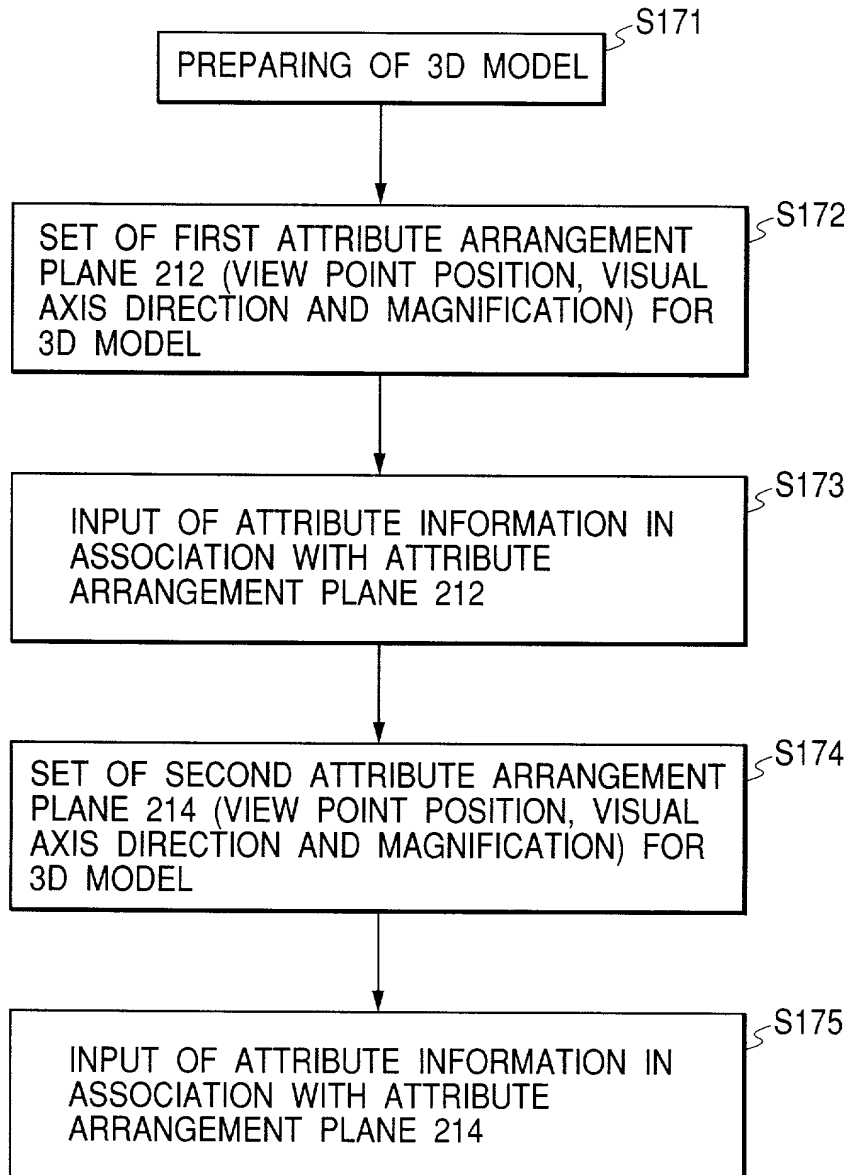 S171
PREPARING OF 3D MODEL
S172
SET OF FIRST ATTRIBUTE ARRANGEMENT
PLANE 212 (VIEW POINT POSITION, VISUAL
AXIS DIRECTION AND MAGNIFICATION) FOR
3D MODEL
S173
INPUT OF ATTRIBUTE INFORMATION IN
ASSOCIATION WITH ATTRIBUTE
ARRANGEMENT PLANE 212
S174
SET OF SECOND ATTRIBUTE ARRANGEMENT
PLANE 214 (VIEW POINT POSITION, VISUAL
AXIS DIRECTION AND MAGNIFICATION) FOR
3D MODEL
S175
INPUT OF ATTRIBUTE INFORMATION IN
ASSOCIATION WITH ATTRIBUTE
ARRANGEMENT PLANE 214